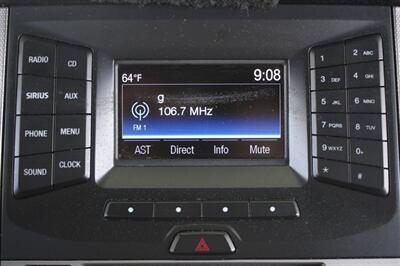 RADIO
CD
SIRIUS
AUX
PHONE
MENU
SOUND
CLOCK
64°F
9:08
g
106.7 MHz
FM 1
AST Direct Info Mute
1
2 ABC
3 DEF
4 GHI
5 JKL
6 MNO
7 PQRS
8 TUV
9 WXYZ
0+
*
#